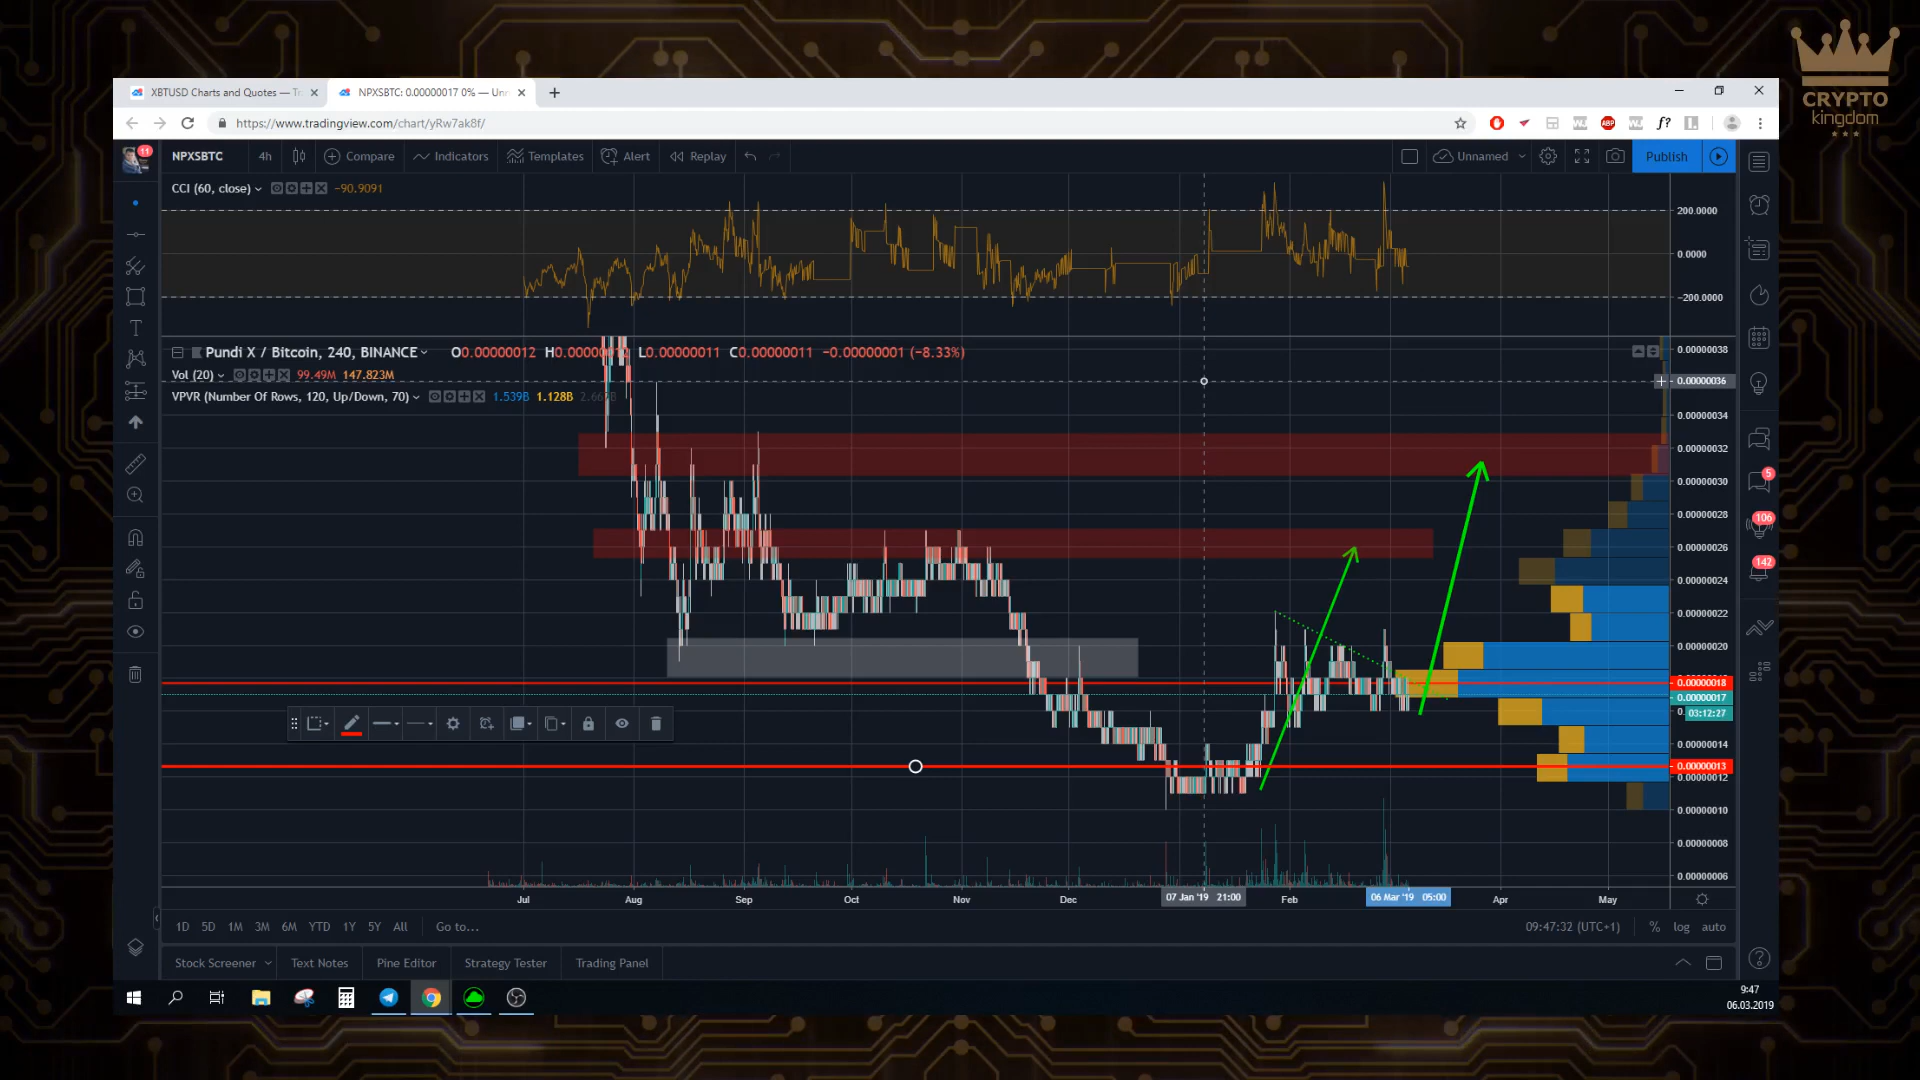 CRYPTO
kingdom
XBTUSD Charts and Quotes — Tr
NPXSBTC: 0.00000017 0% — Unn
https://www.tradingview.com/chart/yRw7ak8f/
ABP
f?
11
NPXSBTC 4h Compare Indicators Templates Alert Replay Unnamed Publish
CCI (60, close) −90.9091
200.0000
0.0000
−200.0000
Pundi X / Bitcoin, 240, BINANCE O0.00000012 H0.00000012 L0.00000011 C0.00000011 −0.00000001 (−8.33%)
Vol (20) 99.49M 147.823M
VPVR (Number Of Rows, 120, Up/Down, 70) 1.539B 1.128B
0.00000038
0.00000036
0.00000034
0.00000032
0.00000030
0.00000028
0.00000026
0.00000024
0.00000022
0.00000020
0.00000018
0.00000017
03:12:27
0.00000014
0.00000013
0.00000012
0.00000010
0.00000008
0.00000006
5
106
142
Jul Aug Sep Oct Nov Dec 07 Jan '19 21:00 Feb 06 Mar '19 05:00 Apr May
1D 5D 1M 3M 6M YTD 1Y 5Y All Go to... 09:47:32 (UTC+1) % log auto
Stock Screener Text Notes Pine Editor Strategy Tester Trading Panel
9:47
06.03.2019